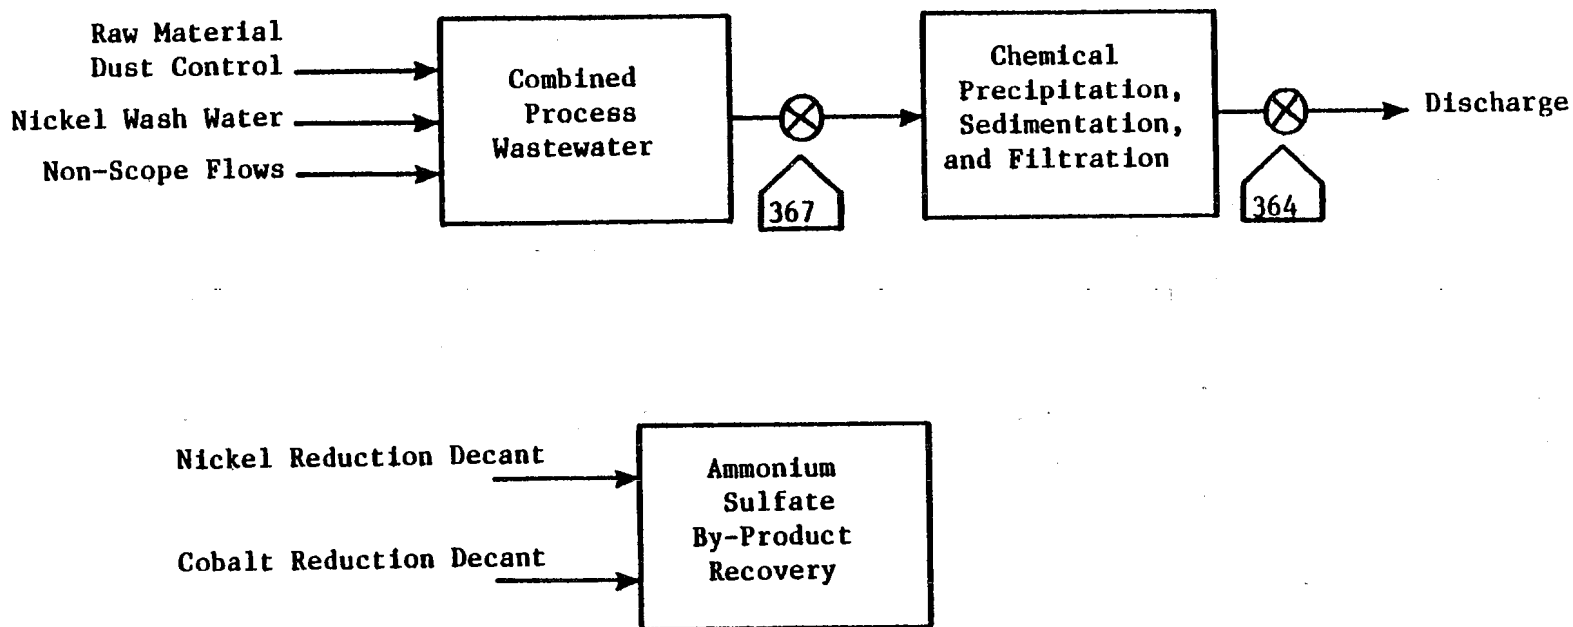 Raw Material
Dust Control
Nickel Wash Water
Non-Scope Flows
Combined
Process
Wastewater
367
Chemical
Precipitation,
Sedimentation,
and Filtration
364
Discharge
Nickel Reduction Decant
Cobalt Reduction Decant
Ammonium
Sulfate
By-Product
Recovery